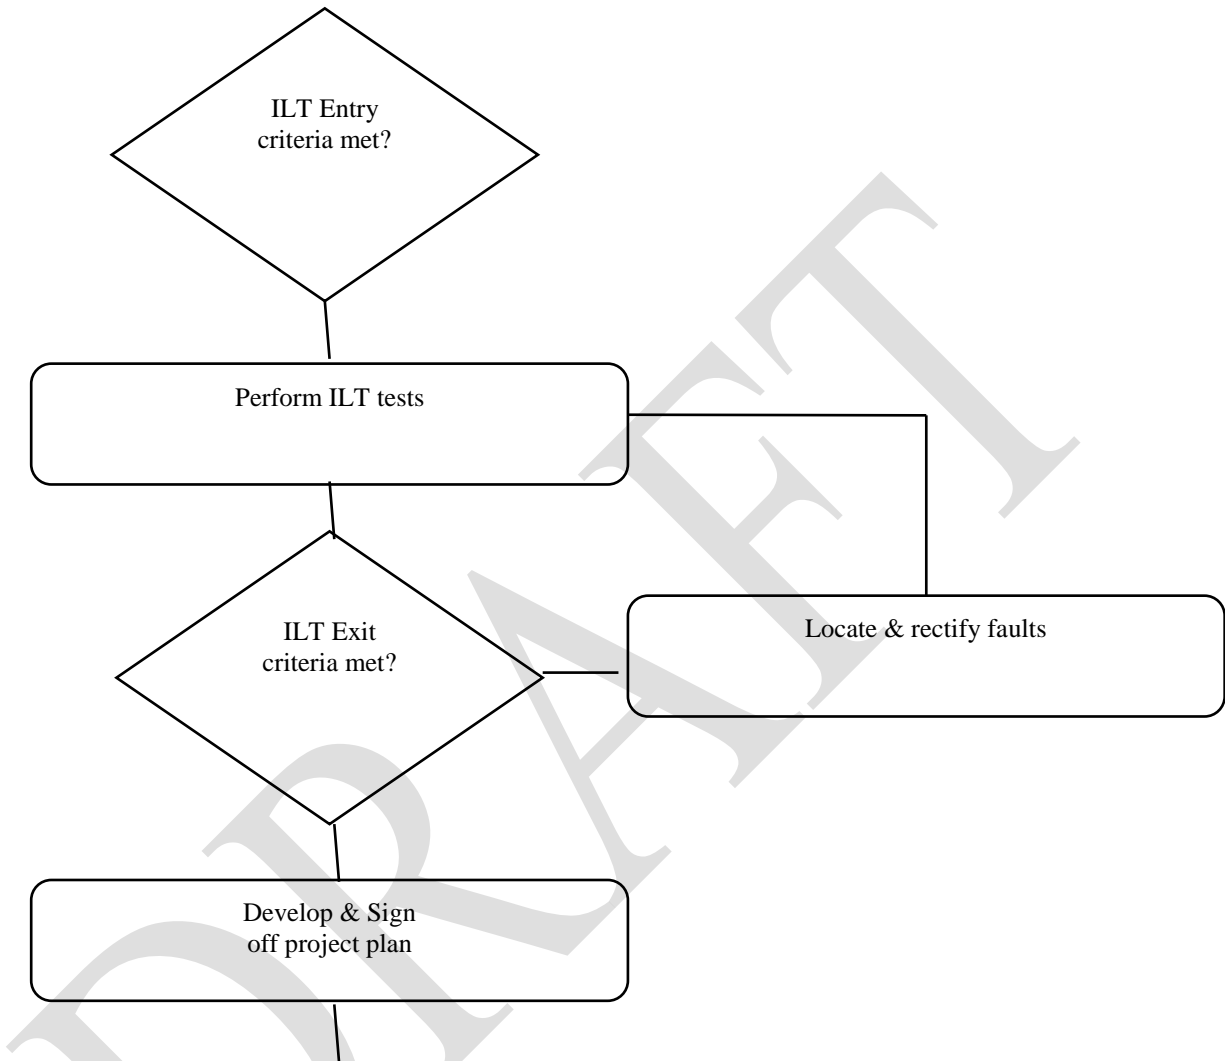 ILT Entry
criteria met?
Perform ILT tests
ILT Exit
criteria met?
Locate & rectify faults
Develop & Sign
off project plan
DRAFT